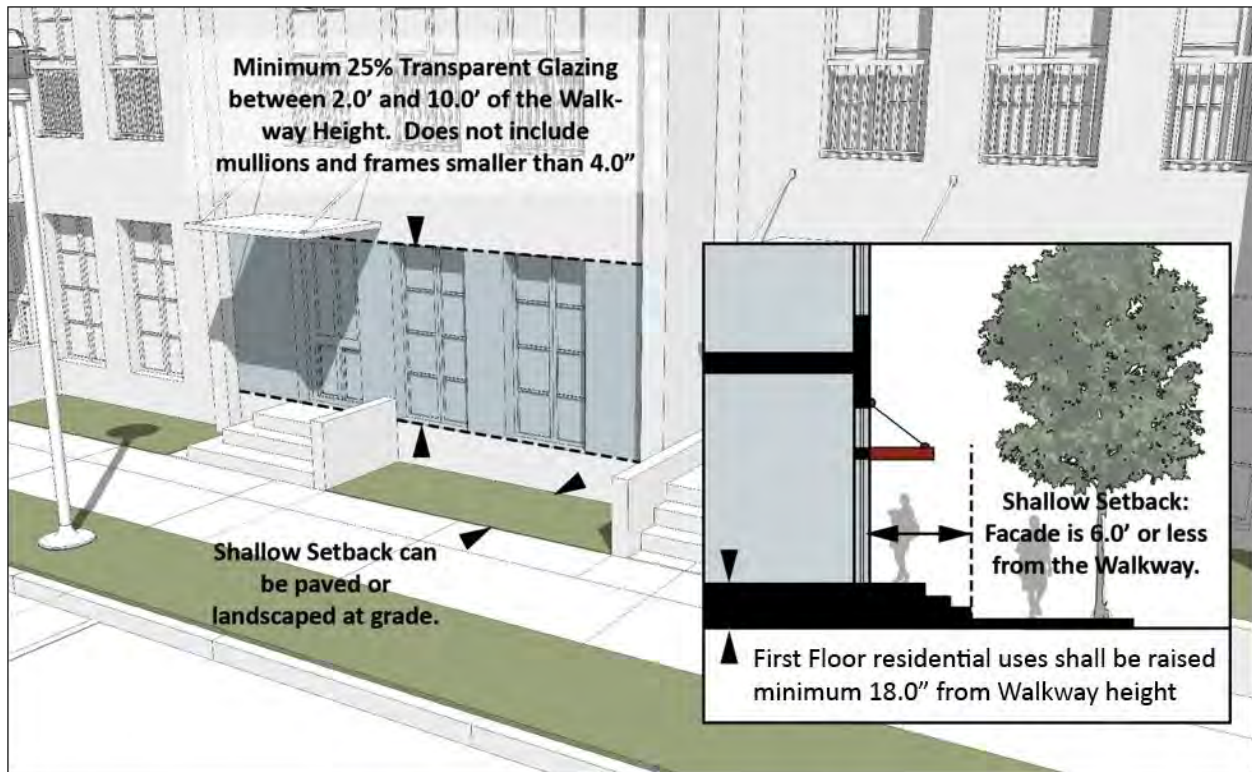 Minimum 25% Transparent Glazing
between 2.0' and 10.0' of the Walk-
way Height. Does not include
mullions and frames smaller than 4.0”
Shallow Setback can
be paved or
landscaped at grade.
Shallow Setback:
Facade is 6.0' or less
from the Walkway.
First Floor residential uses shall be raised
minimum 18.0” from Walkway height